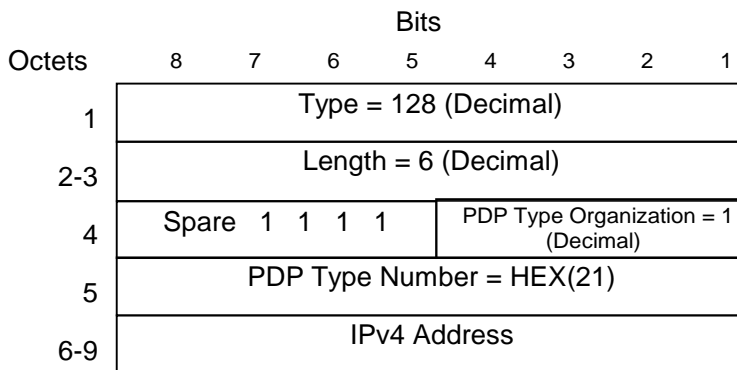 Bits
Octets 8 7 6 5 4 3 2 1
1 Type = 128 (Decimal)
2-3 Length = 6 (Decimal)
4 Spare 1 1 1 1 PDP Type Organization = 1
(Decimal)
5 PDP Type Number = HEX(21)
6-9 IPv4 Address